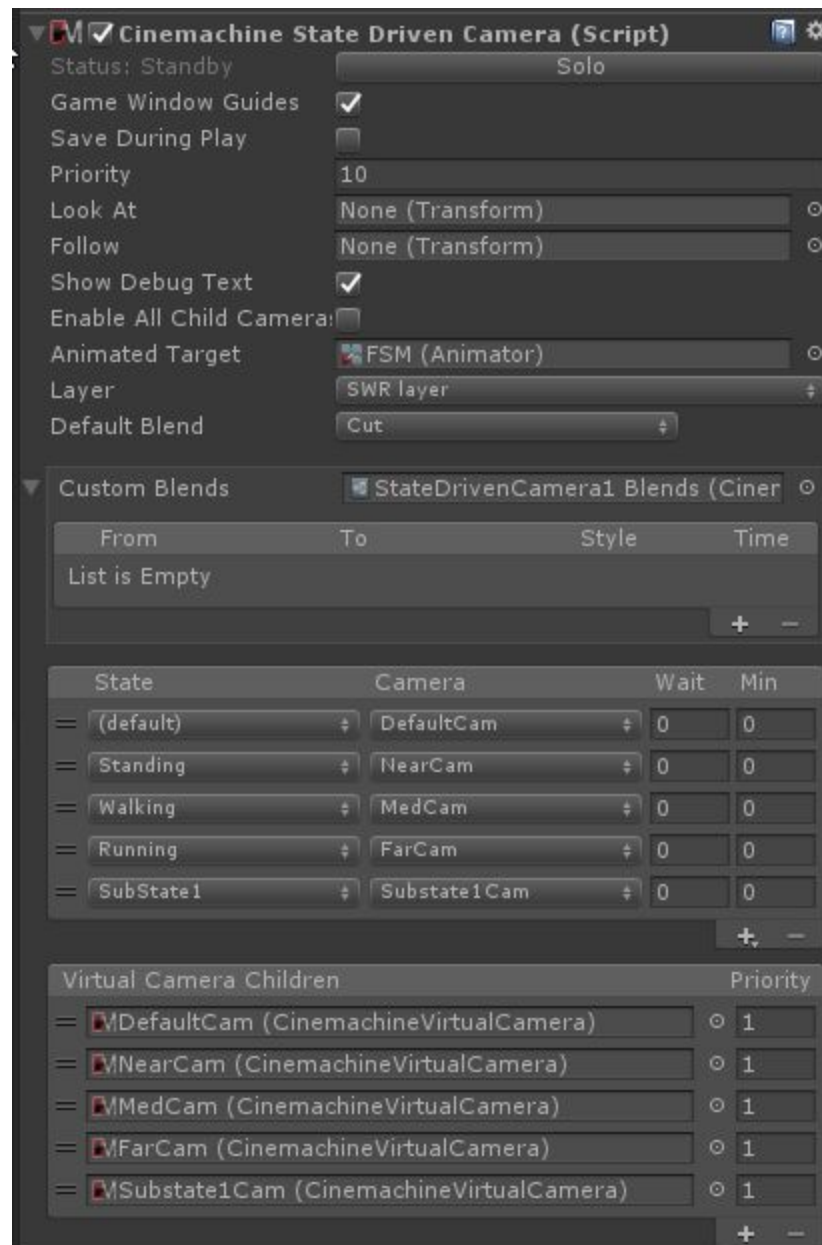 Cinemachine State Driven Camera (Script)
Status: Standby Solo
Game Window Guides
Save During Play
Priority 10
Look At None (Transform)
Follow None (Transform)
Show Debug Text
Enable All Child Cameras
Animated Target FSM (Animator)
Layer SWR layer
Default Blend Cut
Custom Blends StateDrivenCamera1 Blends (Ciner
From To Style Time
List is Empty
+ −
State Camera Wait Min
(default) DefaultCam 0 0
Standing NearCam 0 0
Walking MedCam 0 0
Running FarCam 0 0
SubState1 Substate1Cam 0 0
+ −
Virtual Camera Children Priority
DefaultCam (CinemachineVirtualCamera) 1
NearCam (CinemachineVirtualCamera) 1
MedCam (CinemachineVirtualCamera) 1
FarCam (CinemachineVirtualCamera) 1
Substate1Cam (CinemachineVirtualCamera) 1
+ −